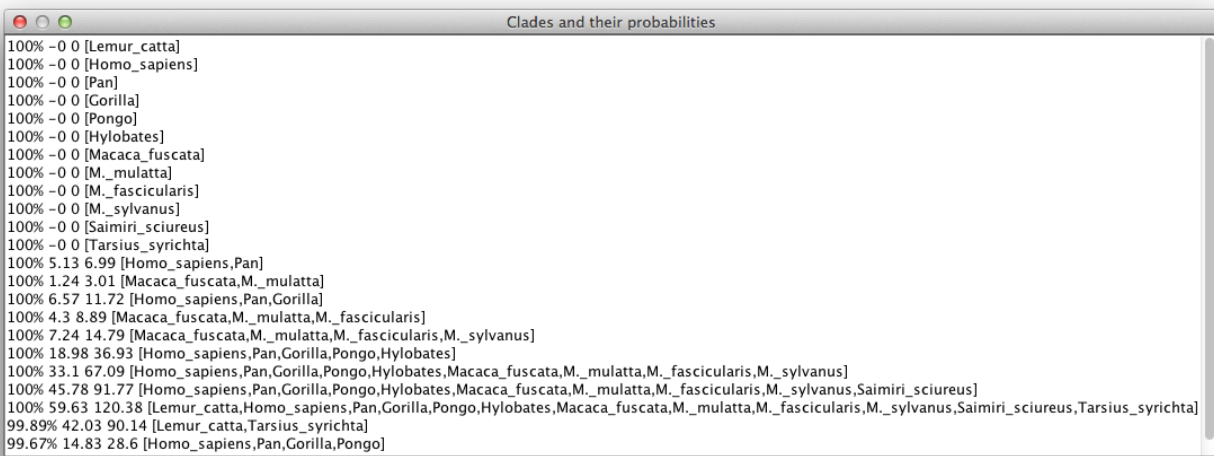 Clades and their probabilities
100% -0 0 [Lemur_catta]
100% -0 0 [Homo_sapiens]
100% -0 0 [Pan]
100% -0 0 [Gorilla]
100% -0 0 [Pongo]
100% -0 0 [Hylobates]
100% -0 0 [Macaca_fuscata]
100% -0 0 [M._mulatta]
100% -0 0 [M._fascicularis]
100% -0 0 [M._sylvanus]
100% -0 0 [Saimiri_sciureus]
100% -0 0 [Tarsius_syrichta]
100% 5.13 6.99 [Homo_sapiens,Pan]
100% 1.24 3.01 [Macaca_fuscata,M._mulatta]
100% 6.57 11.72 [Homo_sapiens,Pan,Gorilla]
100% 4.3 8.89 [Macaca_fuscata,M._mulatta,M._fascicularis]
100% 7.24 14.79 [Macaca_fuscata,M._mulatta,M._fascicularis,M._sylvanus]
100% 18.98 36.93 [Homo_sapiens,Pan,Gorilla,Pongo,Hylobates]
100% 33.1 67.09 [Homo_sapiens,Pan,Gorilla,Pongo,Hylobates,Macaca_fuscata,M._mulatta,M._fascicularis,M._sylvanus]
100% 45.78 91.77 [Homo_sapiens,Pan,Gorilla,Pongo,Hylobates,Macaca_fuscata,M._mulatta,M._fascicularis,M._sylvanus,Saimiri_sciureus]
100% 59.63 120.38 [Lemur_catta,Homo_sapiens,Pan,Gorilla,Pongo,Hylobates,Macaca_fuscata,M._mulatta,M._fascicularis,M._sylvanus,Saimiri_sciureus,Tarsius_syrichta]
99.89% 42.03 90.14 [Lemur_catta,Tarsius_syrichta]
99.67% 14.83 28.6 [Homo_sapiens,Pan,Gorilla,Pongo]